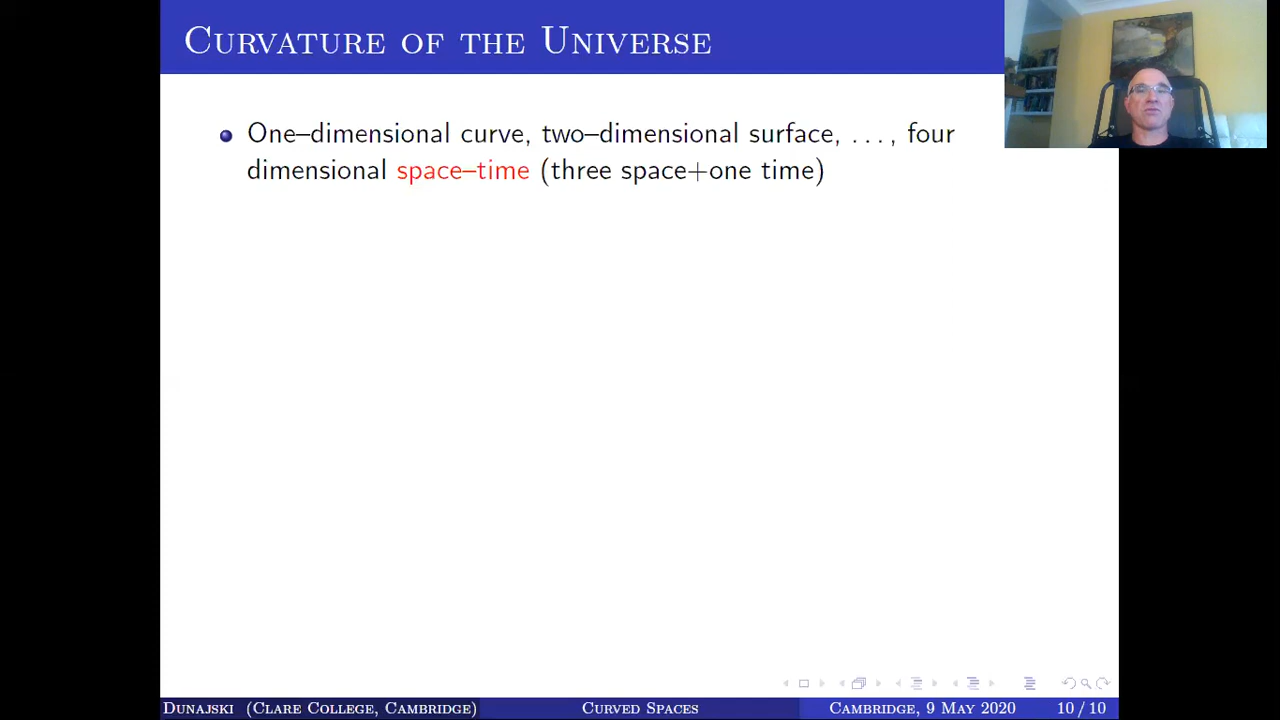 Curvature of the Universe
One–dimensional curve, two–dimensional surface, . . . , four
dimensional space–time (three space+one time)
Dunajski (Clare College, Cambridge)
Curved Spaces
Cambridge, 9 May 2020
10 / 10